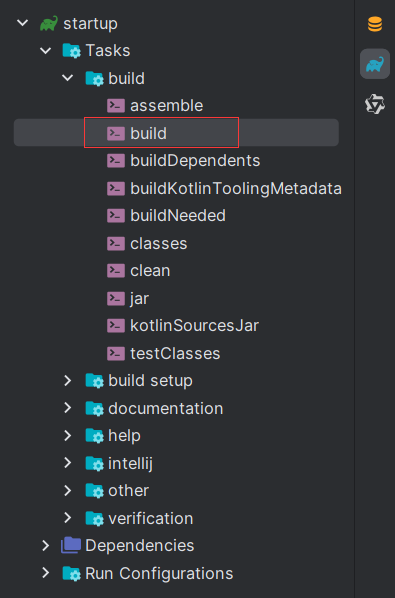 startup
Tasks
build
assemble
build
buildDependents
buildKotlinToolingMetadata
buildNeeded
classes
clean
jar
kotlinSourcesJar
testClasses
build setup
documentation
help
intellij
other
verification
Dependencies
Run Configurations